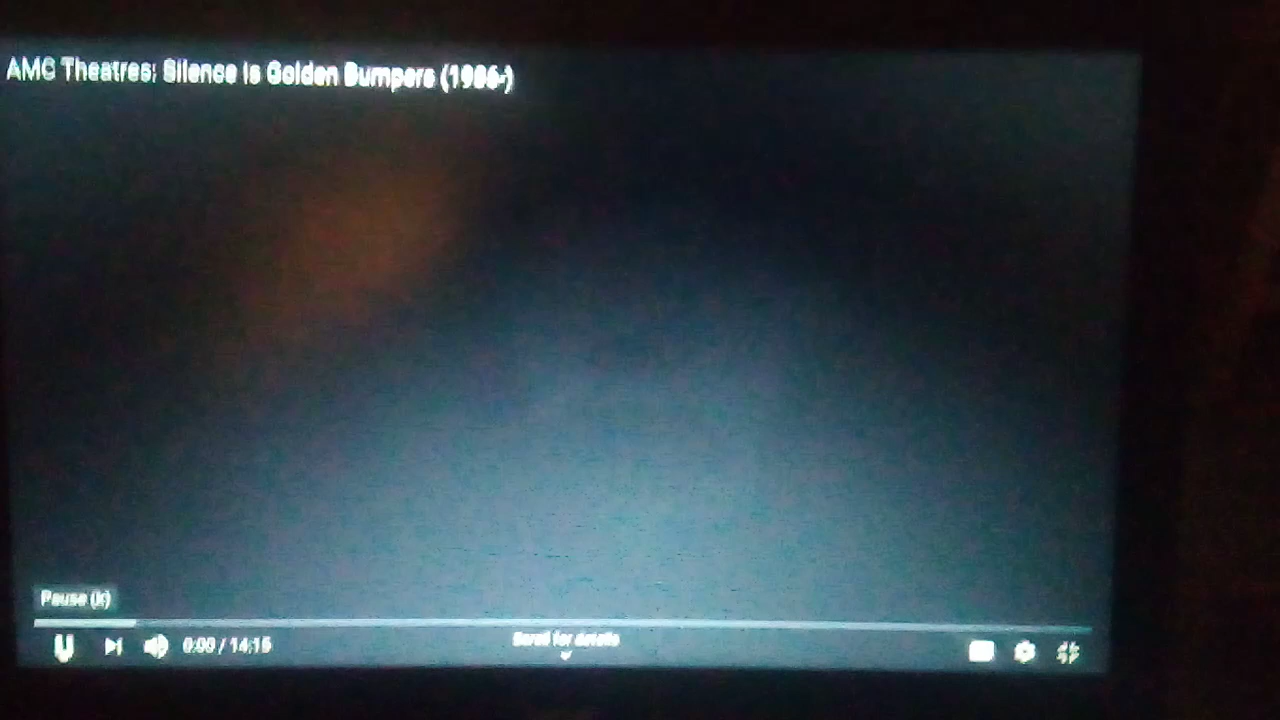 AMC Theatres: Silence is Golden Bumpers (1986-)
Pause (k)
0:00 / 14:15
Scroll for details